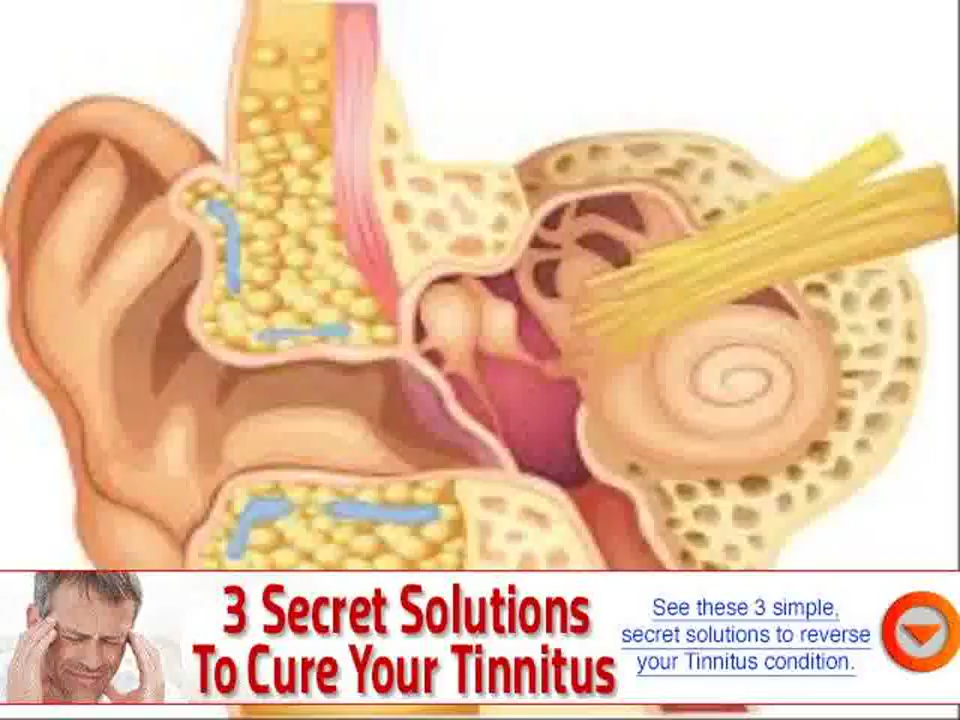 3 Secret Solutions
To Cure Your Tinnitus
See these 3 simple,
secret solutions to reverse
your Tinnitus condition.